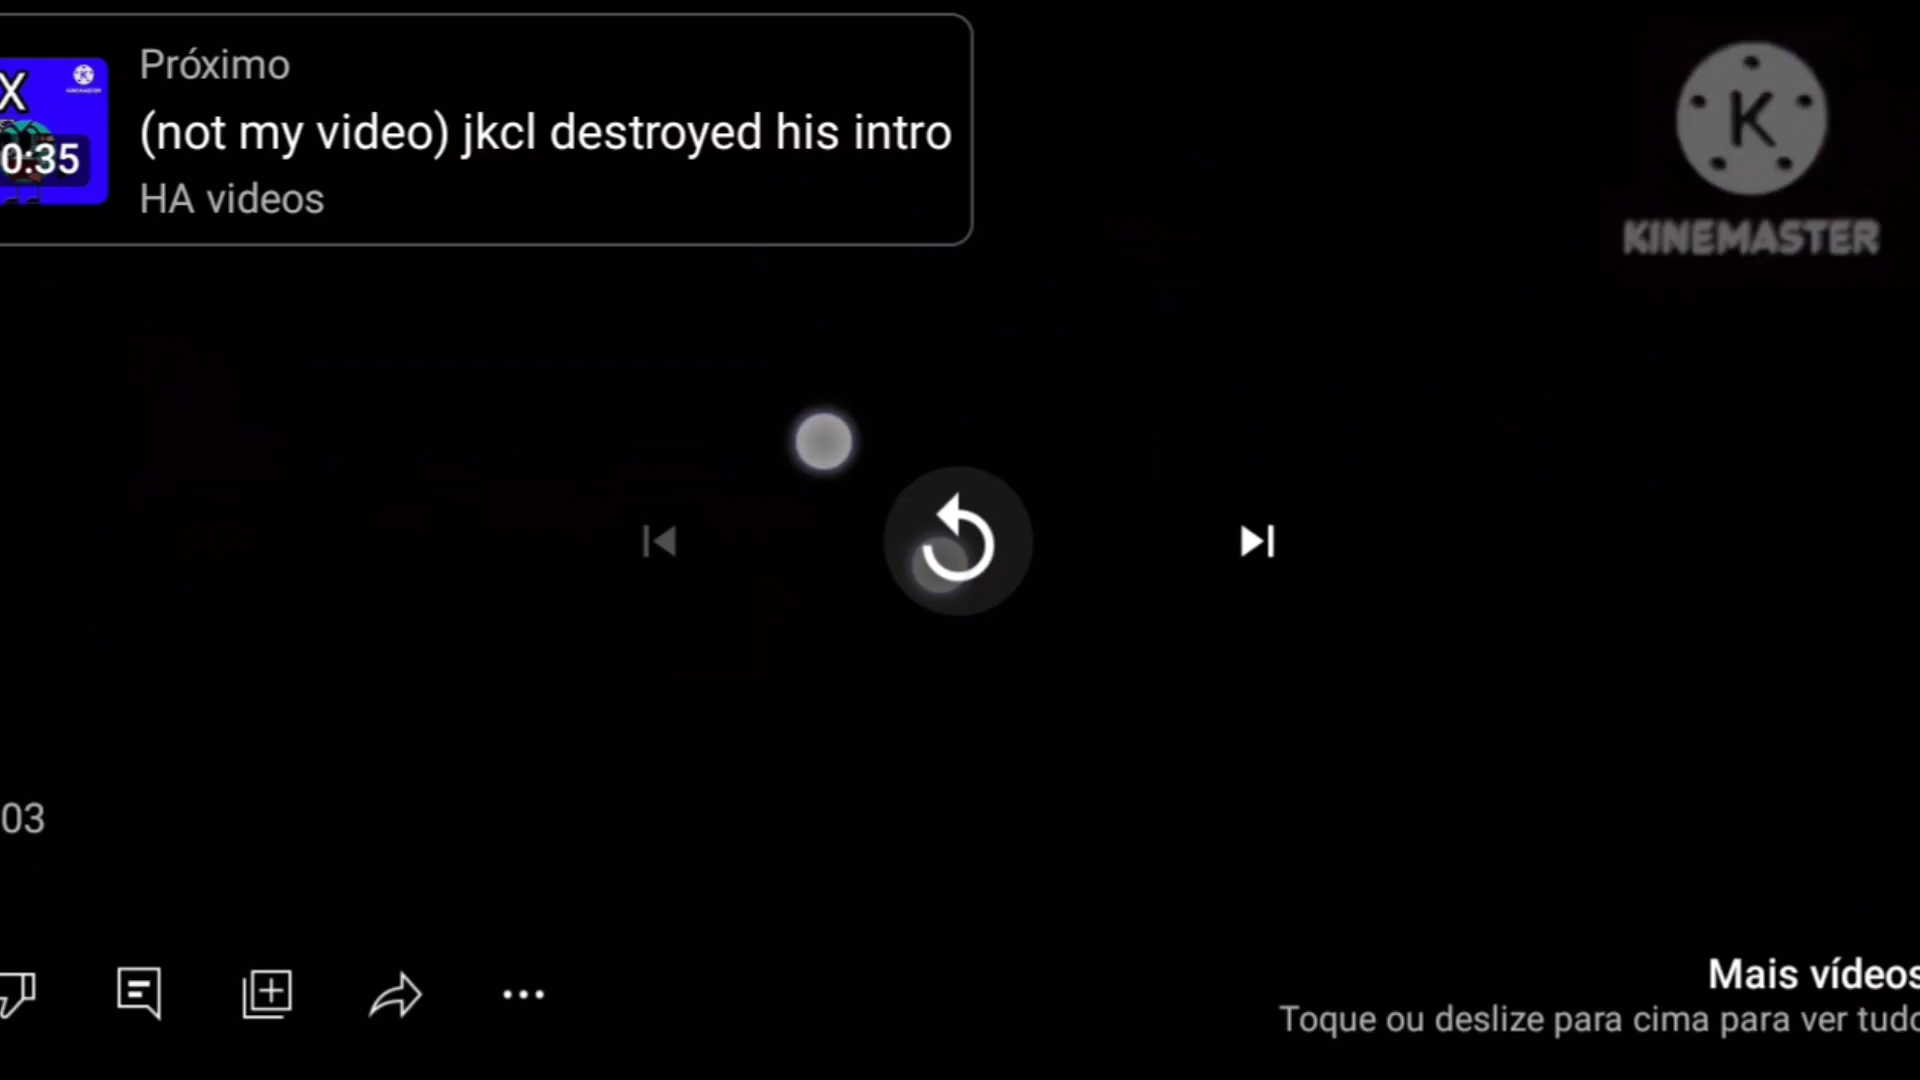 Próximo
(not my video) jkcl destroyed his intro
HA videos
X
0:35
K
KINEMASTER
03
Mais vídeos
Toque ou deslize para cima para ver tudo